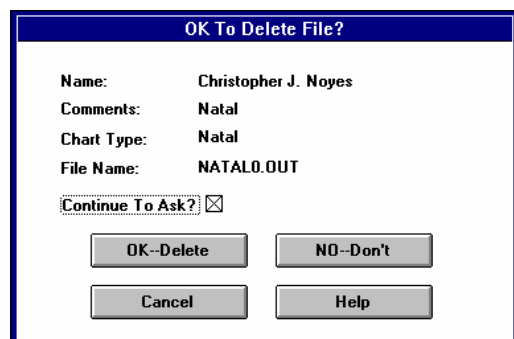 OK To Delete File?
Name: Christopher J. Noyes
Comments: Natal
Chart Type: Natal
File Name: NATAL0.OUT
Continue To Ask?
OK--Delete NO--Don't
Cancel Help